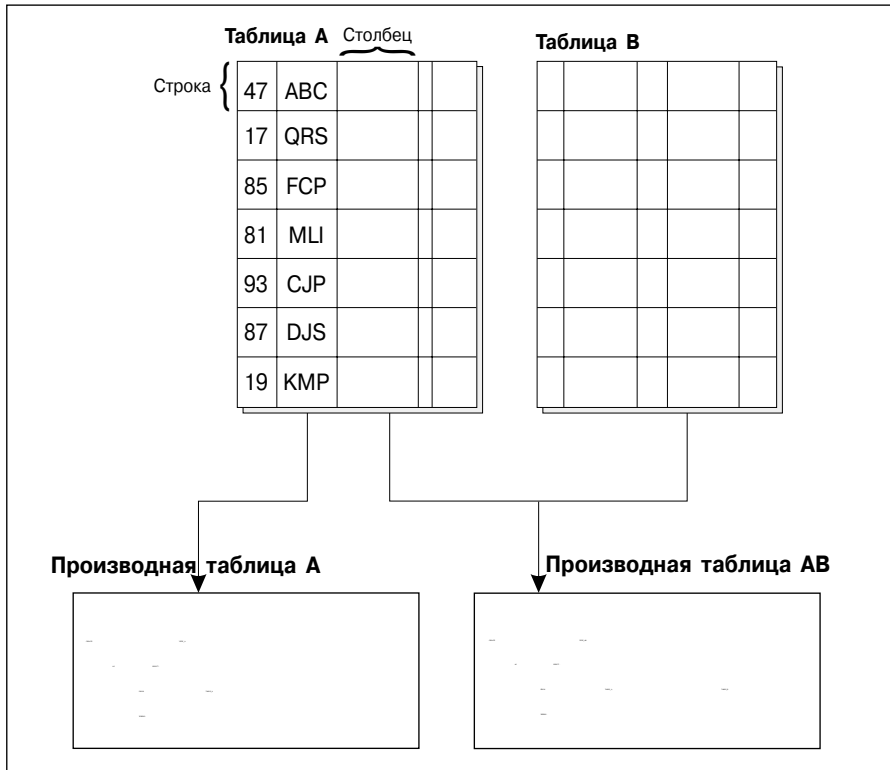 Таблица A Столбец
Таблица B
Строка
47 ABC
17 QRS
85 FCP
81 MLI
93 CJP
87 DJS
19 KMP
Производная таблица A
Производная таблица AB